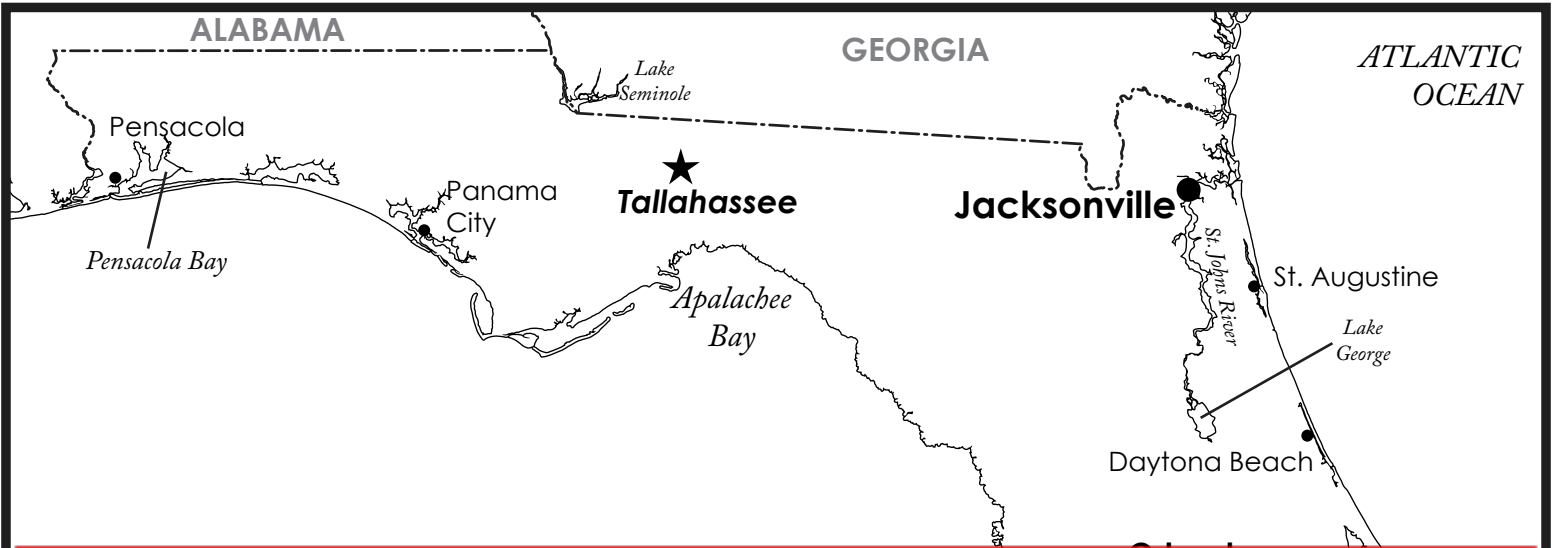 ALABAMA
GEORGIA
ATLANTIC
OCEAN
Lake
Seminole
Pensacola
Panama
City
Tallahassee
Jacksonville
Pensacola Bay
St. Johns River
St. Augustine
Apalachee
Bay
Lake
George
Daytona Beach